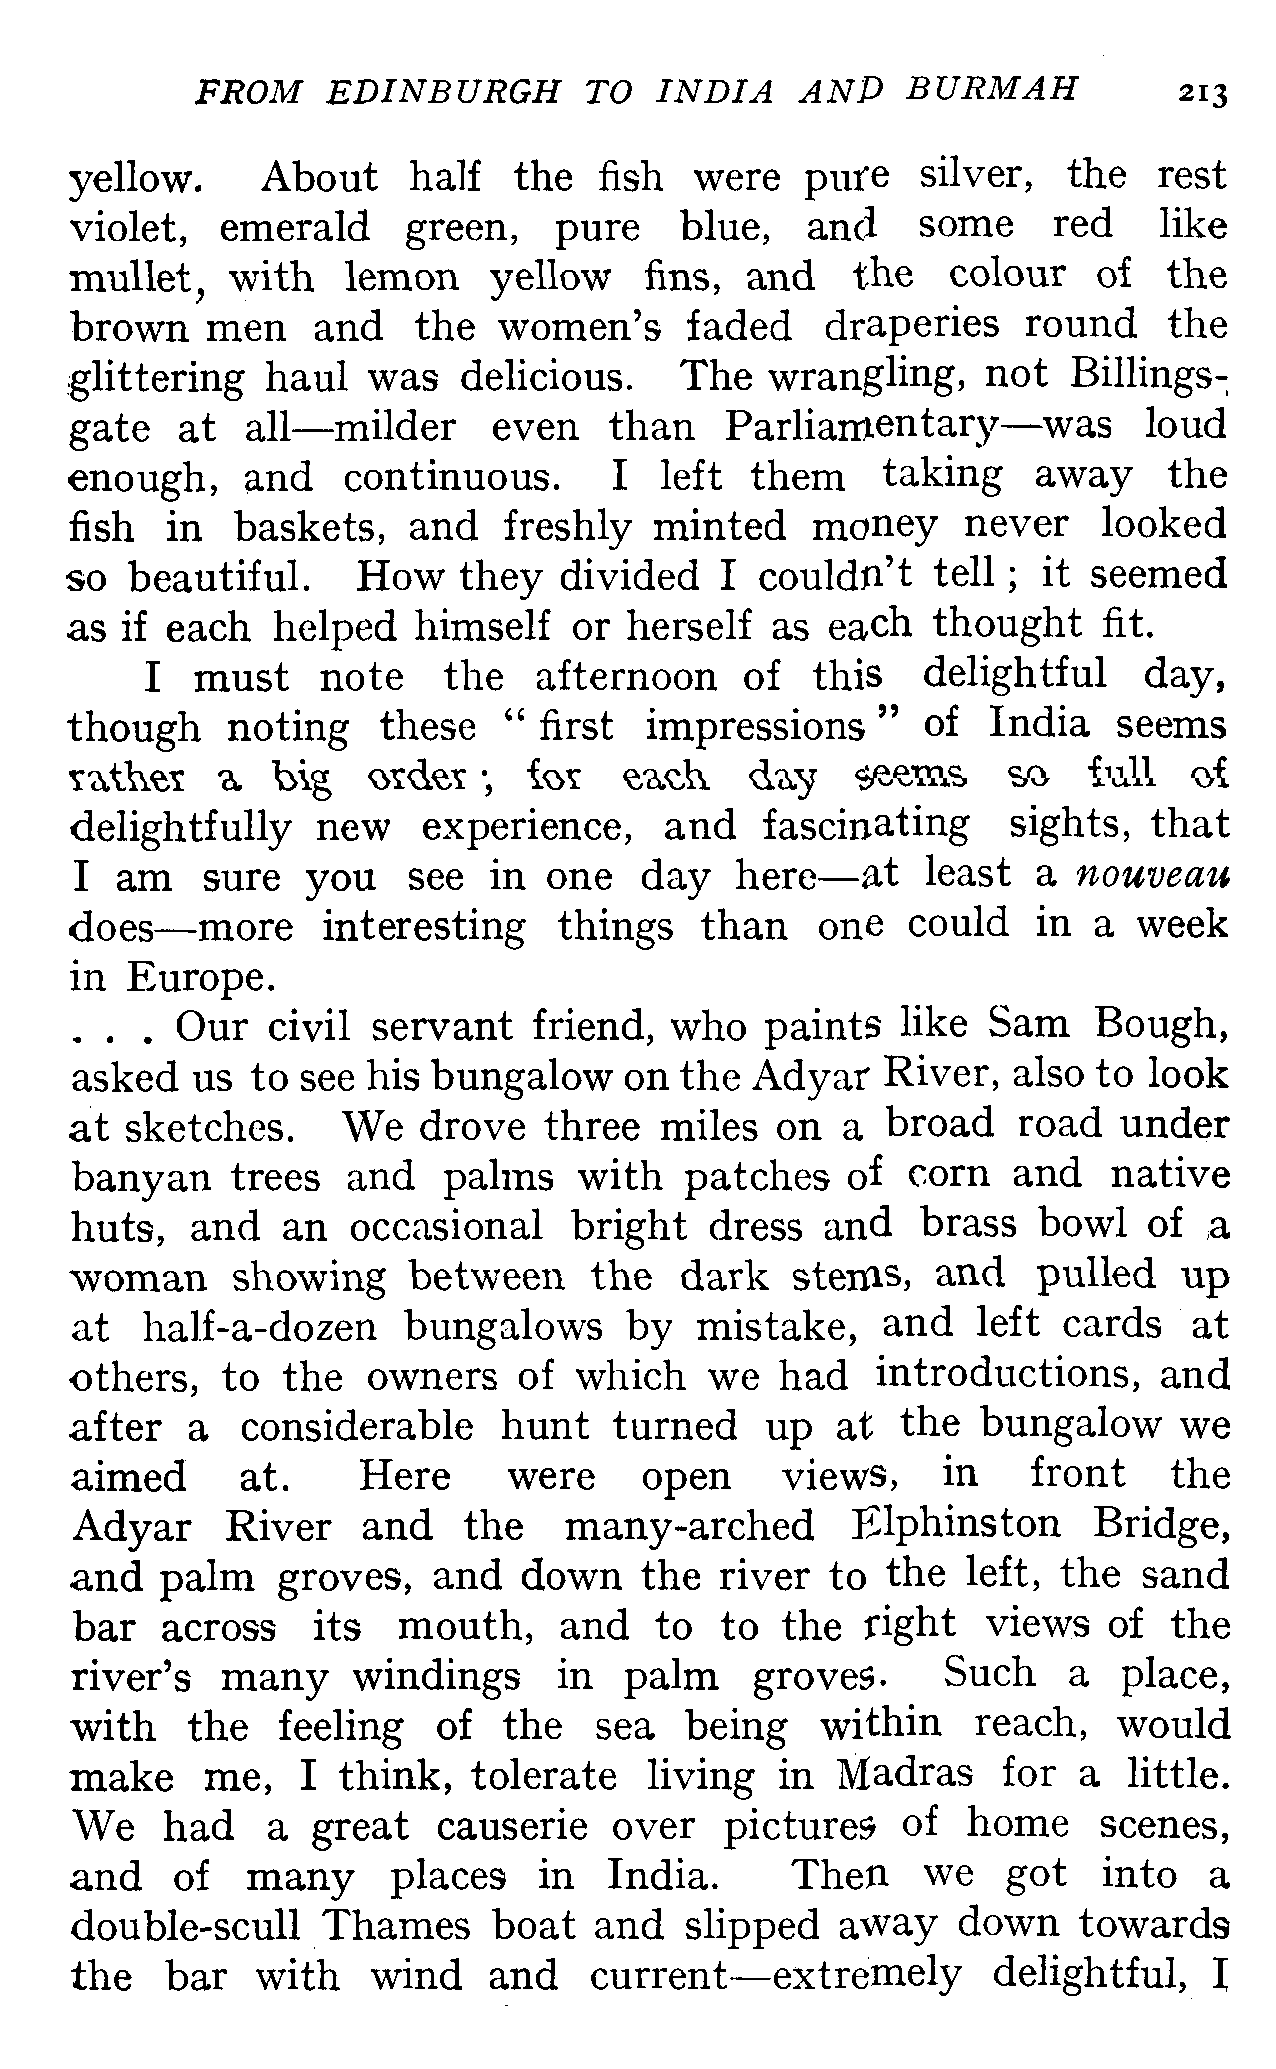 FROM EDINBURGH TO INDIA AND BURMAH 213
yellow. About half the fish were pure silver, the rest
violet, emerald green, pure blue, and some red like
mullet, with lemon yellow fins, and the colour of the
brown men and the women's faded draperies round the
glittering haul was delicious. The wrangling, not Billings-
gate at all—milder even than Parliamentary—was loud
enough, and continuous. I left them taking away the
fish in baskets, and freshly minted money never looked
so beautiful. How they divided I couldn't tell ; it seemed
as if each helped himself or herself as each thought fit.
I must note the afternoon of this delightful day,
though noting these “ first impressions ” of India seems
rather a big order ; for each day seems so full of
delightfully new experience, and fascinating sights, that
I am sure you see in one day here—at least a nouveau
does—more interesting things than one could in a week
in Europe.
. . . Our civil servant friend, who paints like Sam Bough,
asked us to see his bungalow on the Adyar River, also to look
at sketches. We drove three miles on a broad road under
banyan trees and palms with patches of corn and native
huts, and an occasional bright dress and brass bowl of a
woman showing between the dark stems, and pulled up
at half-a-dozen bungalows by mistake, and left cards at
others, to the owners of which we had introductions, and
after a considerable hunt turned up at the bungalow we
aimed at. Here were open views, in front the
Adyar River and the many-arched Elphinston Bridge,
and palm groves, and down the river to the left, the sand
bar across its mouth, and to to the right views of the
river's many windings in palm groves. Such a place,
with the feeling of the sea being within reach, would
make me, I think, tolerate living in Madras for a little.
We had a great causerie over pictures of home scenes,
and of many places in India. Then we got into a
double-scull Thames boat and slipped away down towards
the bar with wind and current—extremely delightful, I